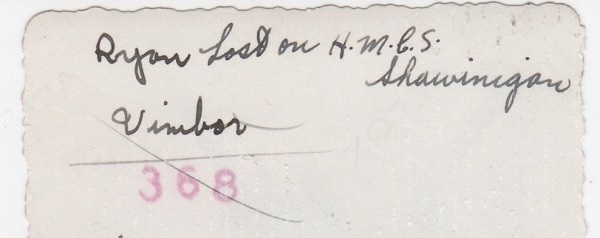 Ryan Lost on H.M.C.S.
Shawinigan
Vimbor
368